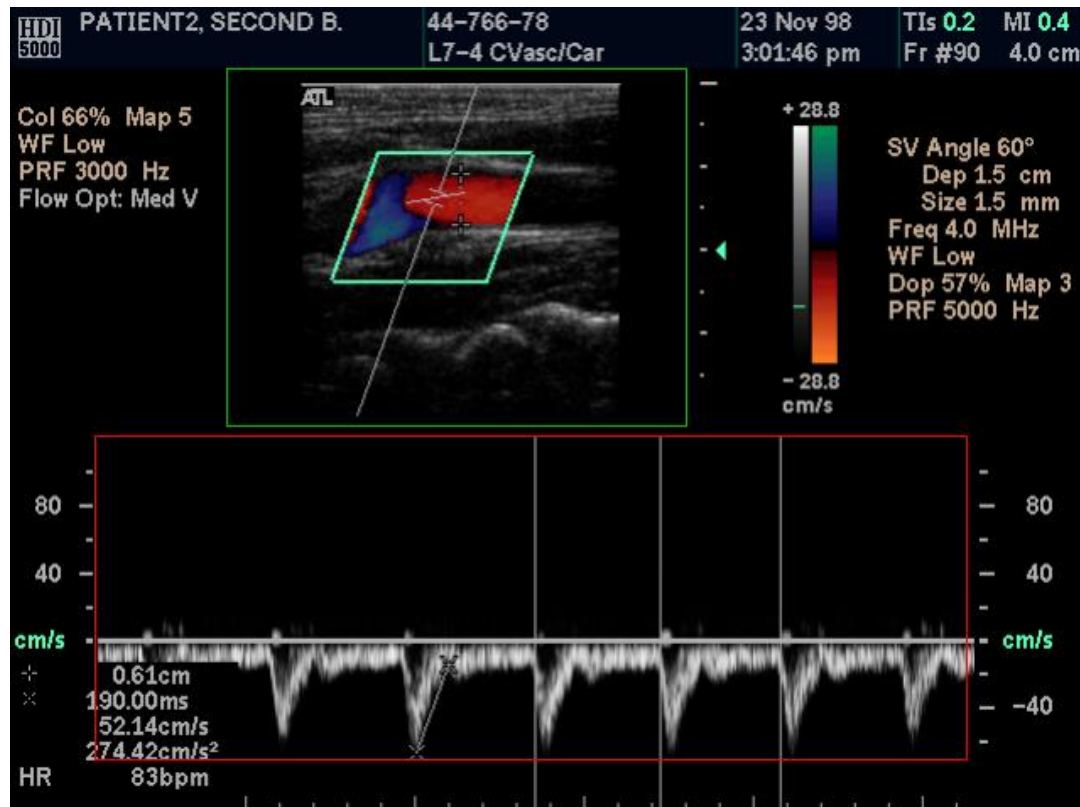 HDI 5000
PATIENT2, SECOND B.
44-766-78
L7-4 CVasc/Car
23 Nov 98
3:01:46 pm
TIs 0.2 MI 0.4
Fr #90 4.0 cm
Col 66% Map 5
WF Low
PRF 3000 Hz
Flow Opt: Med V
ATL
+ 28.8
- 28.8
cm/s
SV Angle 60°
Dep 1.5 cm
Size 1.5 mm
Freq 4.0 MHz
WF Low
Dop 57% Map 3
PRF 5000 Hz
80
40
cm/s
0.61cm
190.00ms
52.14cm/s
274.42cm/s²
HR 83bpm
80
40
cm/s
-40